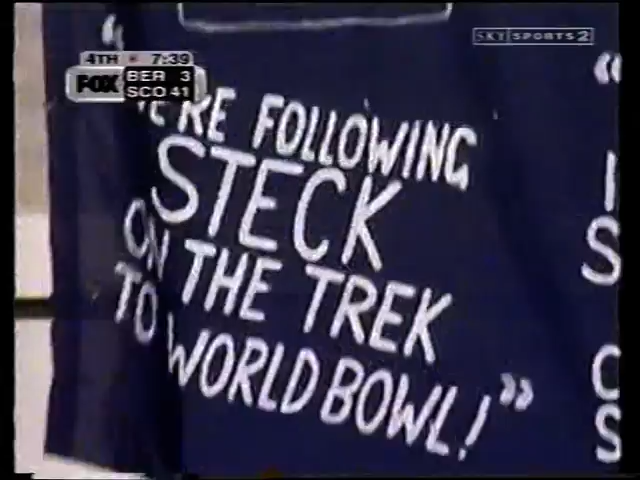 SKY SPORTS 2
4TH 7:39
FOX BER 3
SCO 41
“
E'RE FOLLOWING
STECK
ON THE TREK
TO WORLD BOWL!”
“
I
S
C
S